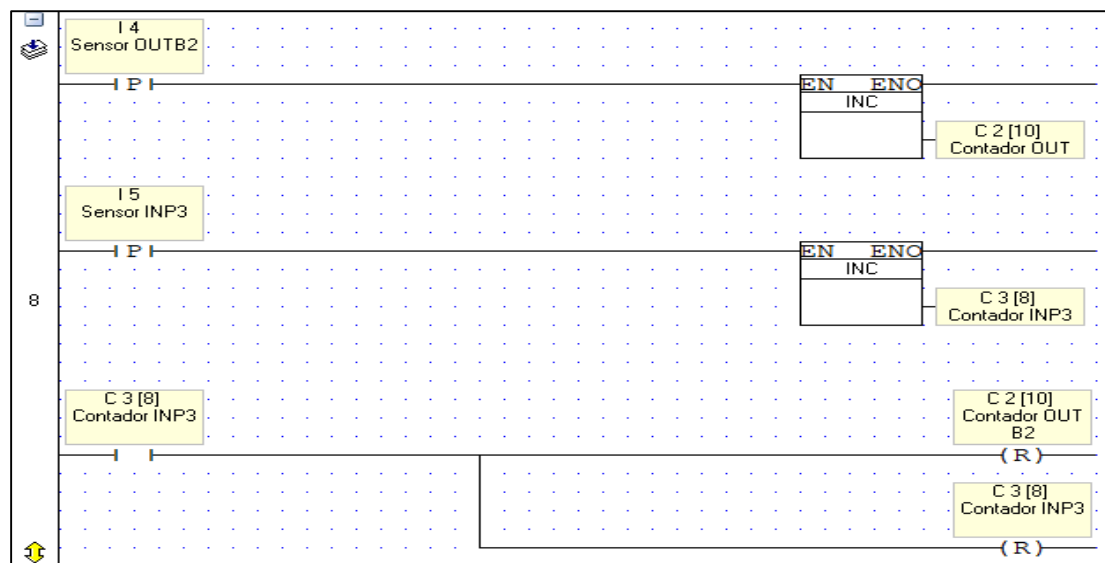 I 4
Sensor OUTB2
P
EN ENO
INC
C 2 [10]
Contador OUT
I 5
Sensor INP3
P
EN ENO
INC
8
C 3 [8]
Contador INP3
C 3 [8]
Contador INP3
C 2 [10]
Contador OUT
B2
(R)
C 3 [8]
Contador INP3
(R)